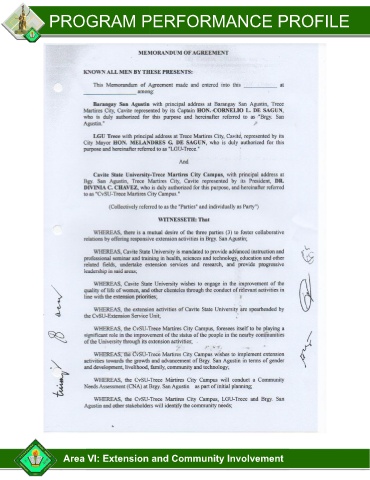 PROGRAM PERFORMANCE PROFILE
MEMORANDUM OF AGREEMENT
KNOWN ALL MEN BY THESE PRESENTS:
This Memorandum of Agreement made and entered into this ____________ at
____________________ among:
Barangay San Agustin with principal address at Barangay San Agustin, Trece
Martires City, Cavite represented by its Captain HON. CORNELIO L. DE SAGUN,
who is duly authorized for this purpose and hereinafter referred to as "Brgy. San
Agustin."
LGU Trece with principal address at Trece Martires City, Cavite, represented by its
City Mayor HON. MELANDRES G. DE SAGUN, who is duly authorized for this
purpose and hereinafter referred to as "LGU-Trece."
And
Cavite State University-Trece Martires City Campus, with principal address at
Bgy. San Agustin, Trece Martires City, Cavite represented by its President, DR.
DIVINIA C. CHAVEZ, who is duly authorized for this purpose, and hereinafter referred
to as "CvSU-Trece Martires City Campus."
(Collectively referred to as the "Parties" and individually as Party")
WITNESSETH: That
WHEREAS, there is a mutual desire of the three parties (3) to foster collaborative
relations by offering responsive extension activities in Brgy. San Agustin;
WHEREAS, Cavite State University is mandated to provide advanced instruction and
professional seminar and training in health, sciences and technology, education and other
related fields, undertake extension services and research, and provide progressive
leadership in said areas;
WHEREAS, Cavite State University wishes to engage in the improvement of the
quality of life of women, and other clienteles through the conduct of relevant activities in
line with the extension priorities;
WHEREAS, the extension activities of Cavite State University are spearheaded by
the CvSU-Extension Service Unit,
WHEREAS, the CvSU-Trece Martires City Campus, foresees itself to be playing a
significant role in the improvement of the status of the people in the nearby communities
of the University through its extension activities;
WHEREAS, the CvSU-Trece Martires City Campus wishes to implement extension
activities towards the growth and advancement of Brgy. San Agustin in terms of gender
and development, livelihood, family, community and technology;
WHEREAS, the CvSU-Trece Martires City Campus will conduct a Community
Needs Assessment (CNA) at Brgy. San Agustin as part of initial planning;
WHEREAS, the CvSU-Trece Martires City Campus, LGU-Trece and Brgy. San
Agustin and other stakeholders will identify the community needs;
Area VI: Extension and Community Involvement